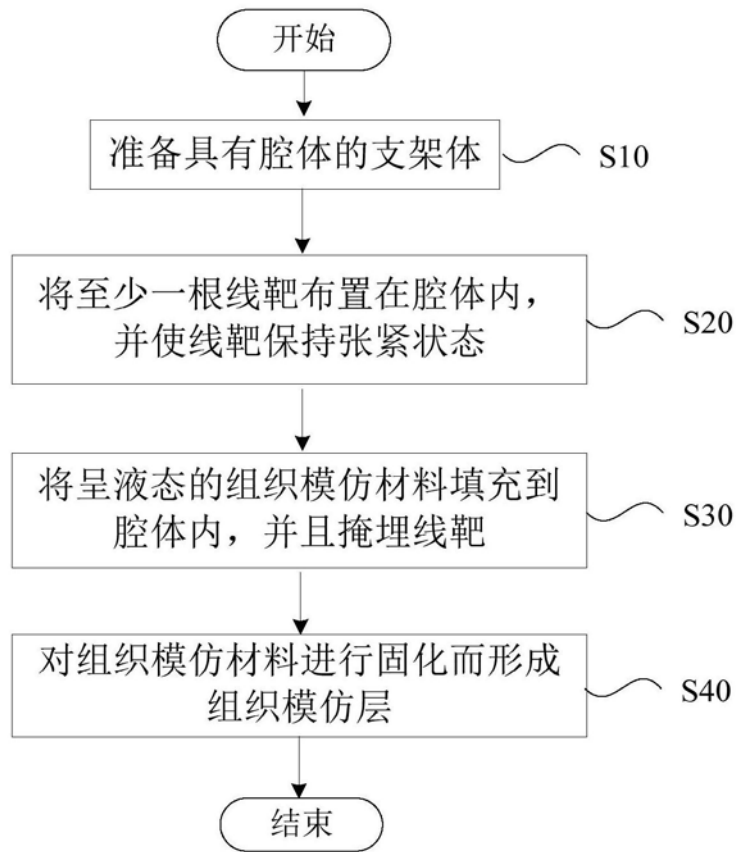 开始
准备具有腔体的支架体
S10
将至少一根线靶布置在腔体内，
并使线靶保持张紧状态
S20
将呈液态的组织模仿材料填充到
腔体内，并且掩埋线靶
S30
对组织模仿材料进行固化而形成
组织模仿层
S40
结束